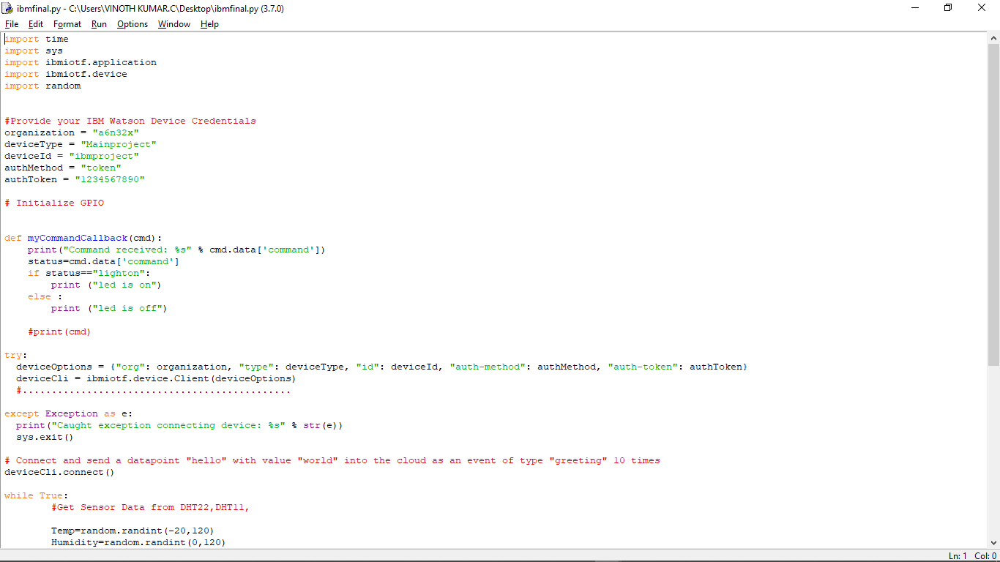 ibmfinal.py - C:\Users\VINOTH KUMAR.C\Desktop\ibmfinal.py (3.7.0)
File Edit Format Run Options Window Help
import time
import sys
import ibmiotf.application
import ibmiotf.device
import random
#Provide your IBM Watson Device Credentials
organization = "a6n32x"
deviceType = "Mainproject"
deviceId = "ibmproject"
authMethod = "token"
authToken = "1234567890"
# Initialize GPIO
def myCommandCallback(cmd):
    print("Command received: %s" % cmd.data['command'])
    status=cmd.data['command']
    if status=="lighton":
        print ("led is on")
    else :
        print ("led is off")
    #print(cmd)
try:
  deviceOptions = {"org": organization, "type": deviceType, "id": deviceId, "auth-method": authMethod, "auth-token": authToken}
  deviceCli = ibmiotf.device.Client(deviceOptions)
  #..............................................
except Exception as e:
  print("Caught exception connecting device: %s" % str(e))
  sys.exit()
# Connect and send a datapoint "hello" with value "world" into the cloud as an event of type "greeting" 10 times
deviceCli.connect()
while True:
        #Get Sensor Data from DHT22,DHT11,
        Temp=random.randint(-20,120)
        Humidity=random.randint(0,120)
Ln: 1 Col: 0